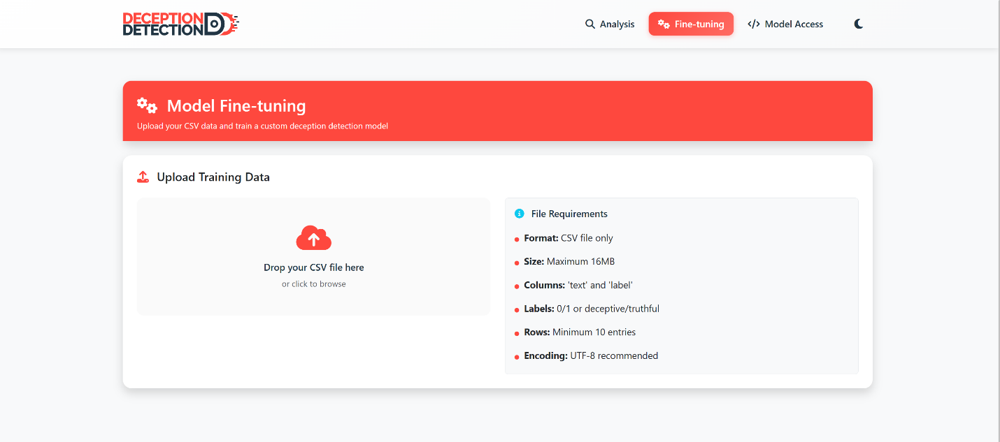 DECEPTION
DETECTION
Analysis
Fine-tuning
</> Model Access
Model Fine-tuning
Upload your CSV data and train a custom deception detection model
Upload Training Data
Drop your CSV file here
or click to browse
File Requirements
Format: CSV file only
Size: Maximum 16MB
Columns: 'text' and 'label'
Labels: 0/1 or deceptive/truthful
Rows: Minimum 10 entries
Encoding: UTF-8 recommended